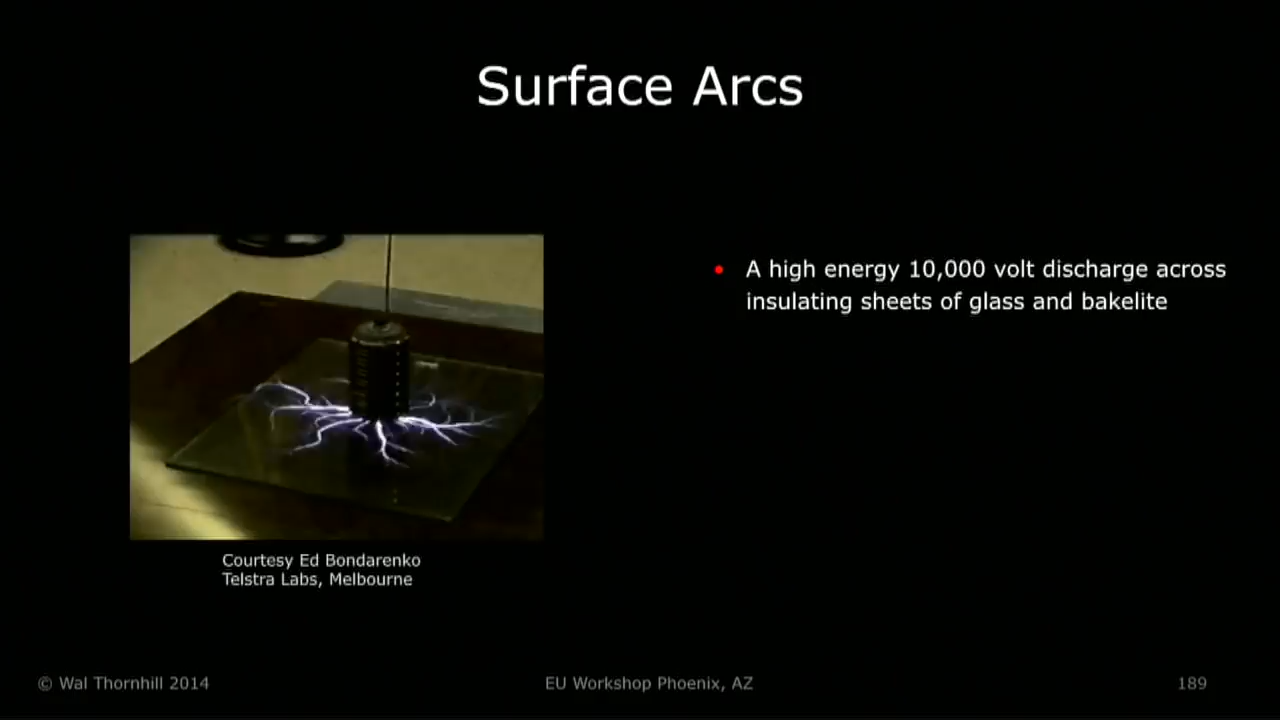 Surface Arcs
• A high energy 10,000 volt discharge across
insulating sheets of glass and bakelite
Courtesy Ed Bondarenko
Telstra Labs, Melbourne
© Wal Thornhill 2014
EU Workshop Phoenix, AZ
189